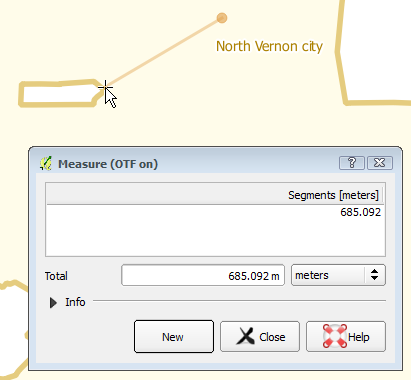 North Vernon city
Measure (OTF on)
Segments [meters]
685.092
Total 685.092 m meters
Info
New Close Help